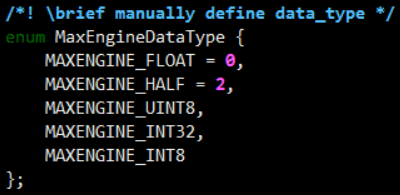 /*! \brief manually define data_type */
enum MaxEngineDataType {
    MAXENGINE_FLOAT = 0,
    MAXENGINE_HALF = 2,
    MAXENGINE_UINT8,
    MAXENGINE_INT32,
    MAXENGINE_INT8
};